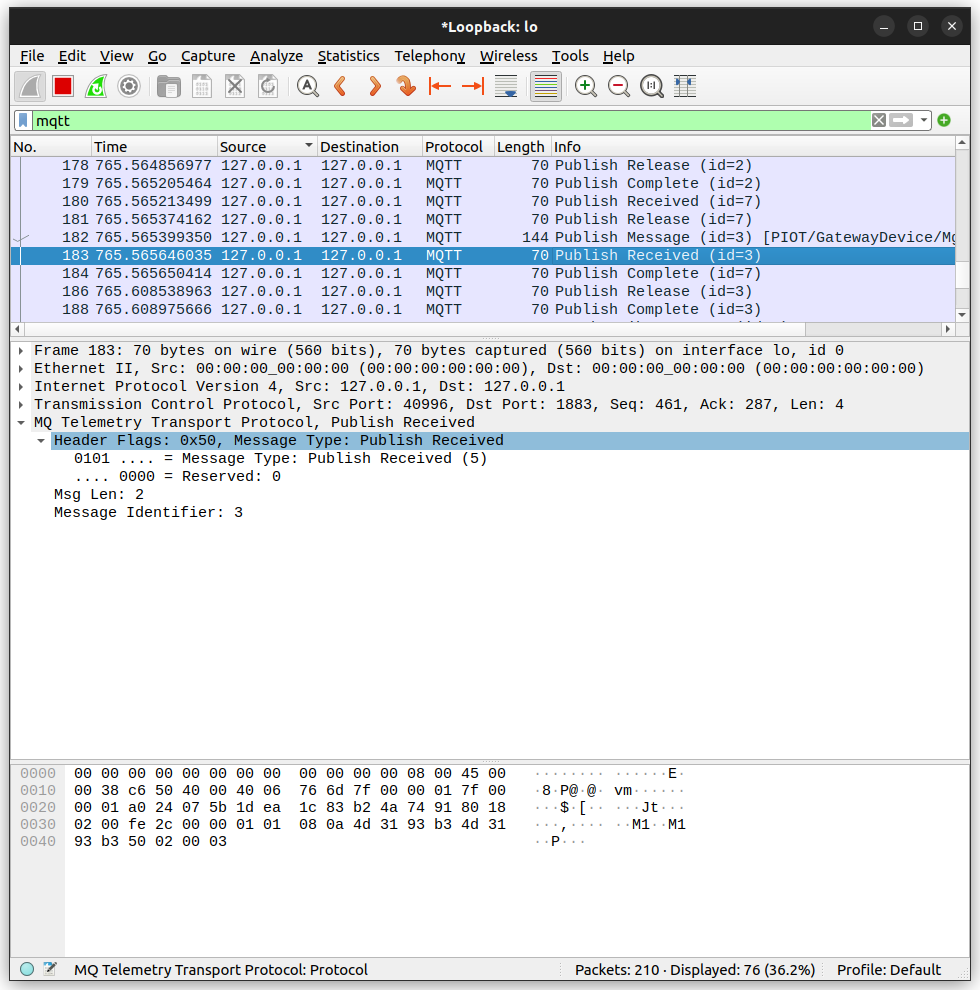 *Loopback: lo
File Edit View Go Capture Analyze Statistics Telephony Wireless Tools Help
mqtt
No. Time Source Destination Protocol Length Info
178 765.564856977 127.0.0.1 127.0.0.1 MQTT 70 Publish Release (id=2)
179 765.565205464 127.0.0.1 127.0.0.1 MQTT 70 Publish Complete (id=2)
180 765.565213499 127.0.0.1 127.0.0.1 MQTT 70 Publish Received (id=7)
181 765.565374162 127.0.0.1 127.0.0.1 MQTT 70 Publish Release (id=7)
182 765.565399350 127.0.0.1 127.0.0.1 MQTT 144 Publish Message (id=3) [PIOT/GatewayDevice/Mg
183 765.565646035 127.0.0.1 127.0.0.1 MQTT 70 Publish Received (id=3)
184 765.565650414 127.0.0.1 127.0.0.1 MQTT 70 Publish Complete (id=7)
186 765.608538963 127.0.0.1 127.0.0.1 MQTT 70 Publish Release (id=3)
188 765.608975666 127.0.0.1 127.0.0.1 MQTT 70 Publish Complete (id=3)
Frame 183: 70 bytes on wire (560 bits), 70 bytes captured (560 bits) on interface lo, id 0
Ethernet II, Src: 00:00:00_00:00:00 (00:00:00:00:00:00), Dst: 00:00:00_00:00:00 (00:00:00:00:00:00)
Internet Protocol Version 4, Src: 127.0.0.1, Dst: 127.0.0.1
Transmission Control Protocol, Src Port: 40996, Dst Port: 1883, Seq: 461, Ack: 287, Len: 4
MQ Telemetry Transport Protocol, Publish Received
Header Flags: 0x50, Message Type: Publish Received
0101 .... = Message Type: Publish Received (5)
.... 0000 = Reserved: 0
Msg Len: 2
Message Identifier: 3
0000 00 00 00 00 00 00 00 00 00 00 00 00 08 00 45 00 ········ ······E·
0010 00 38 c6 50 40 00 40 06 76 6d 7f 00 00 01 7f 00 ·8·P@·@· vm······
0020 00 01 a0 24 07 5b 1d ea 1c 83 b2 4a 74 91 80 18 ···$·[·· ···Jt···
0030 02 00 fe 2c 00 00 01 01 08 0a 4d 31 93 b3 4d 31 ···,···· ··M1··M1
0040 93 b3 50 02 00 03 ··P···
MQ Telemetry Transport Protocol: Protocol Packets: 210 · Displayed: 76 (36.2%) Profile: Default